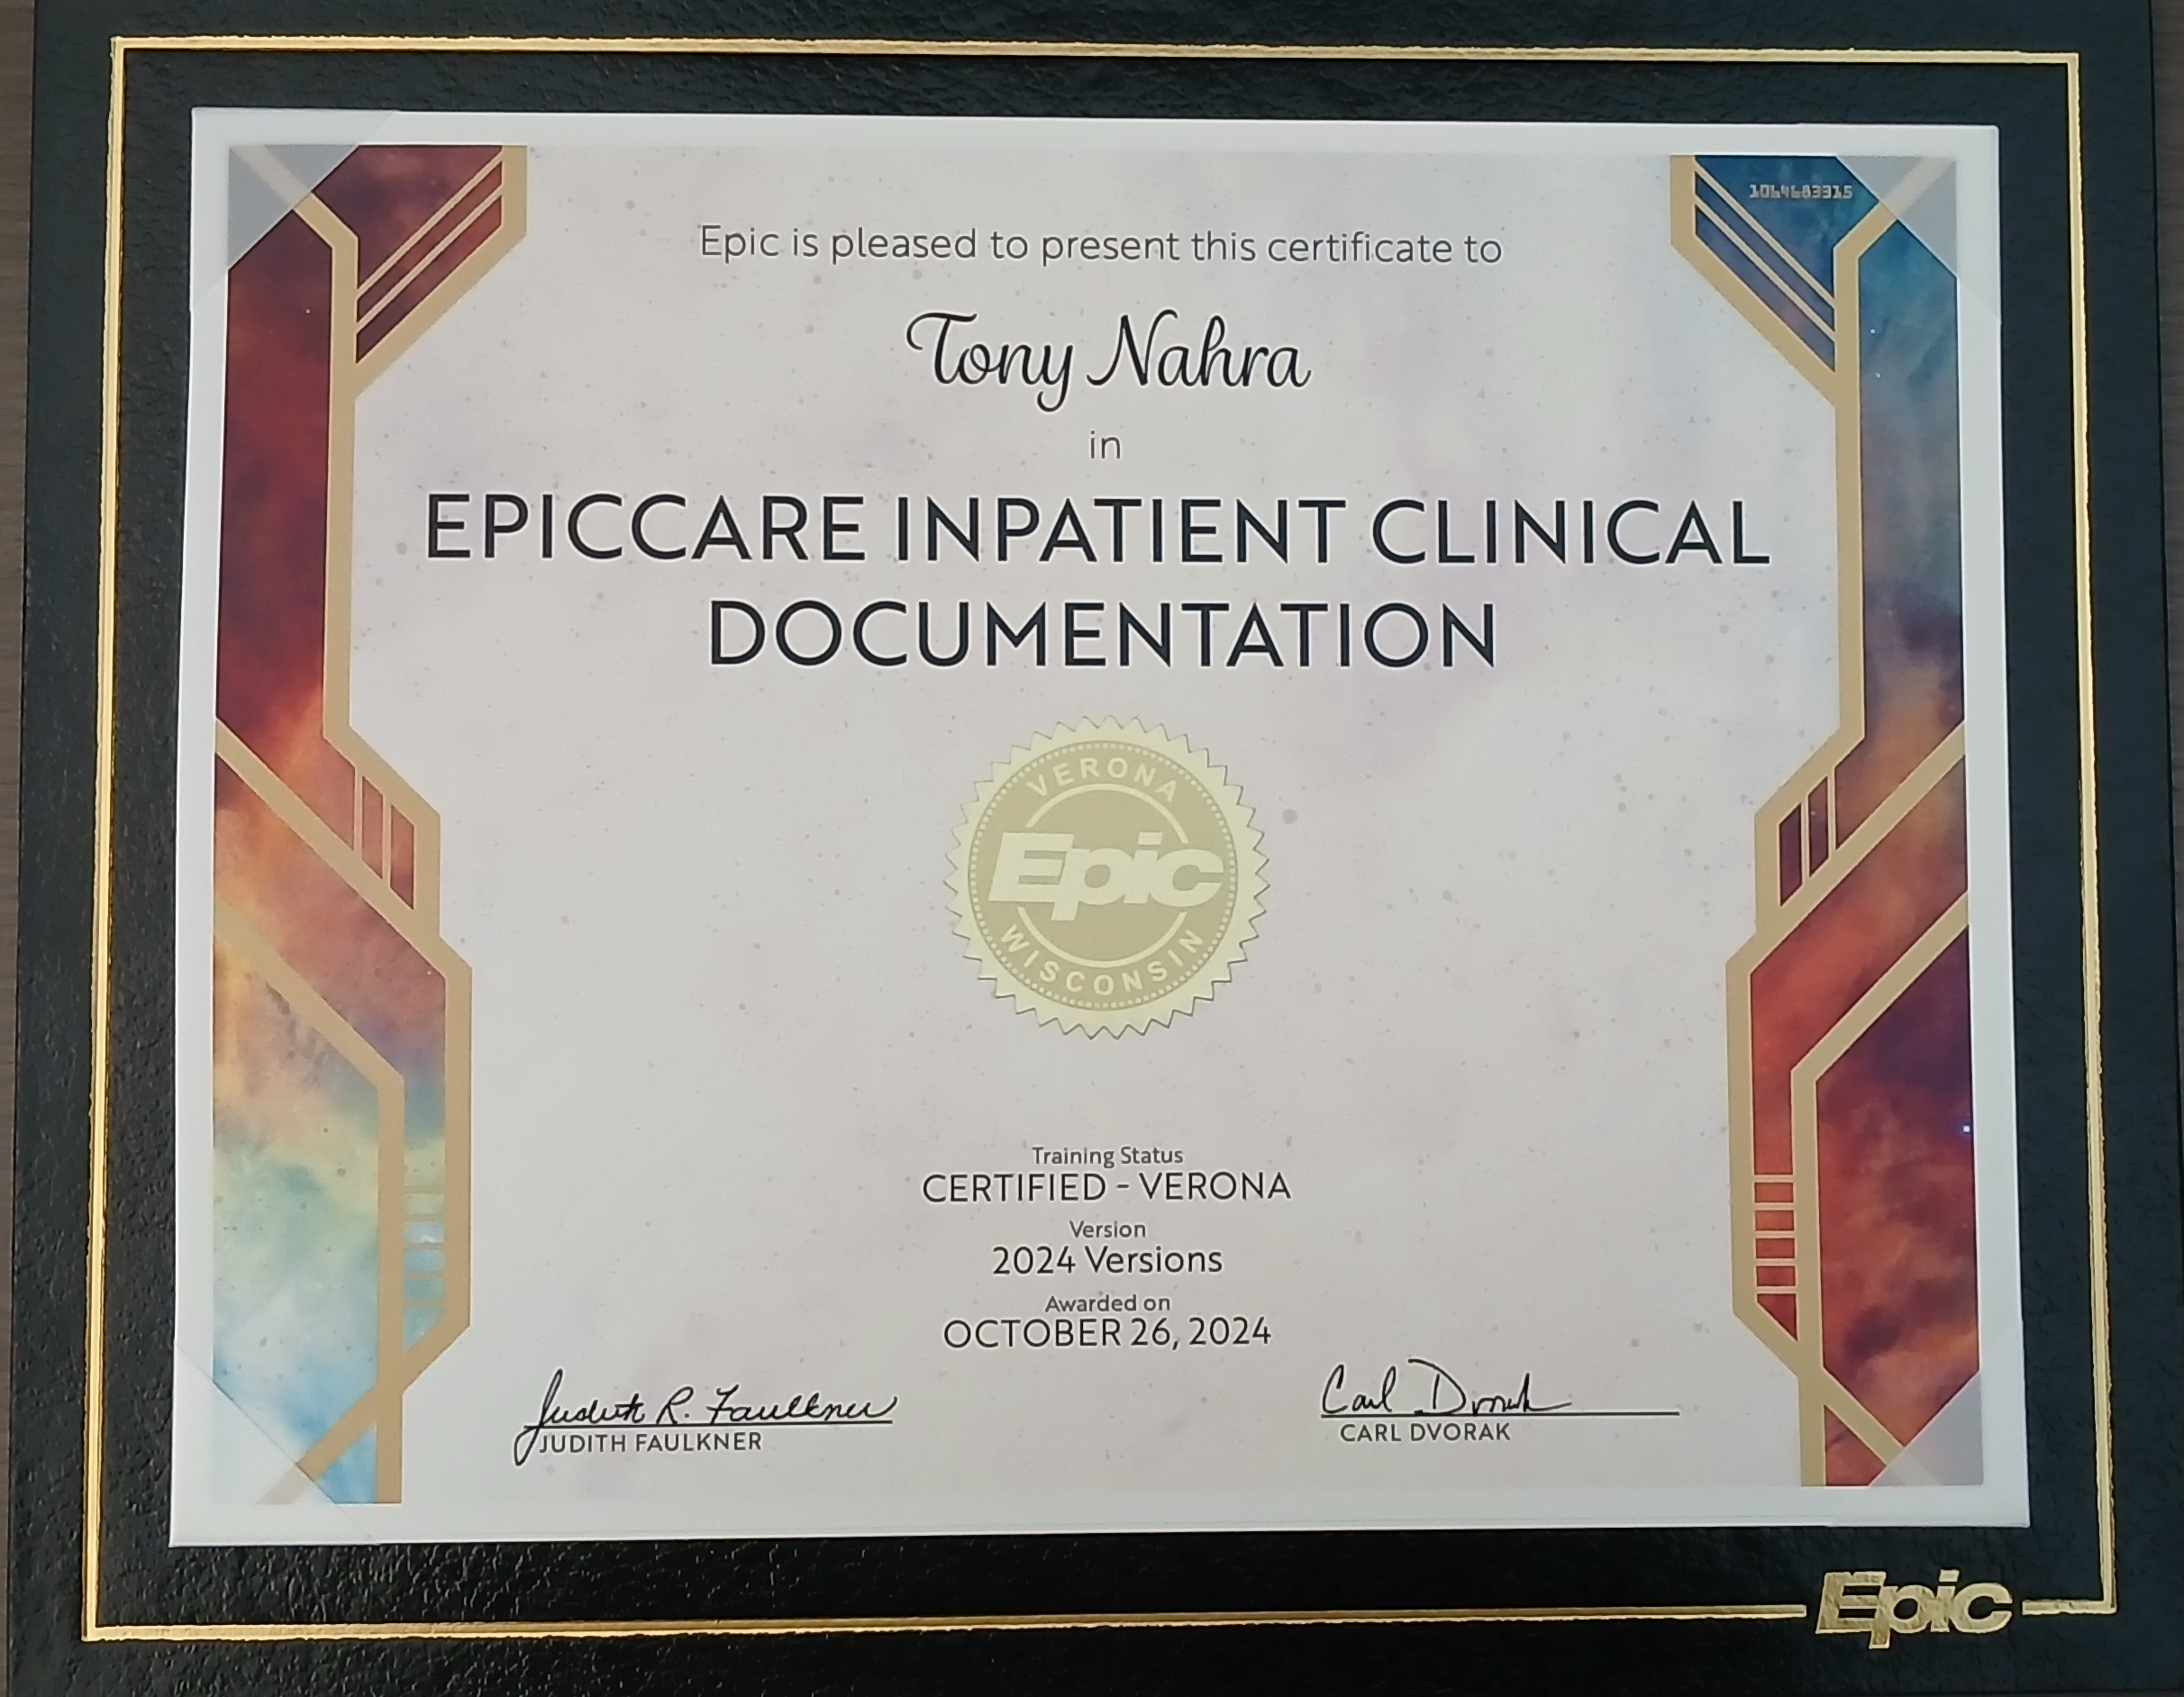 1064683315
Epic is pleased to present this certificate to
Tony Nahra
in
EPICCARE INPATIENT CLINICAL
DOCUMENTATION
VERONA
Epic
WISCONSIN
Training Status
CERTIFIED - VERONA
Version
2024 Versions
Awarded on
OCTOBER 26, 2024
Judith R. Faulkner
JUDITH FAULKNER
Carl Dvorak
CARL DVORAK
Epic